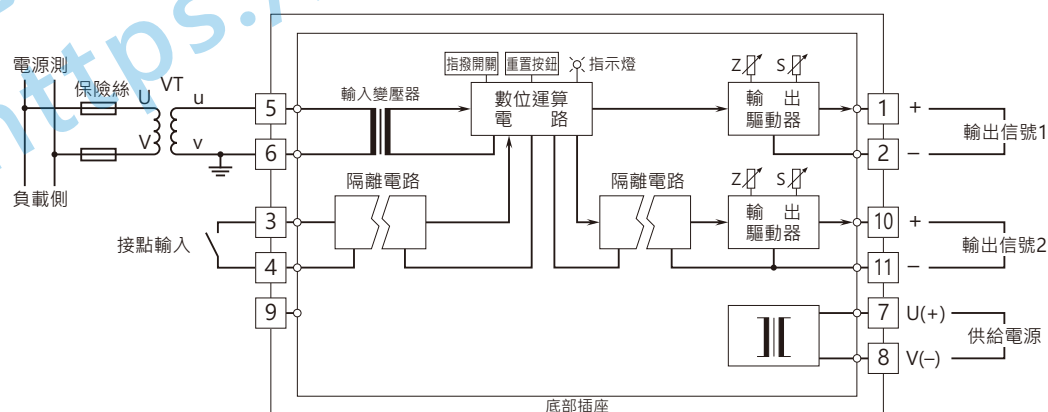 https:/
電源測
保險絲
VT
U
u
V
v
負載側
接點輸入
5
6
3
4
9
輸入變壓器
指撥開關
重置按鈕
指示燈
數位運算
電 路
隔離電路
隔離電路
Z
S
輸 出
驅動器
Z
S
輸 出
驅動器
1
+
2
−
輸出信號1
10
+
11
−
輸出信號2
7
U(+)
8
V(−)
供給電源
底部插座